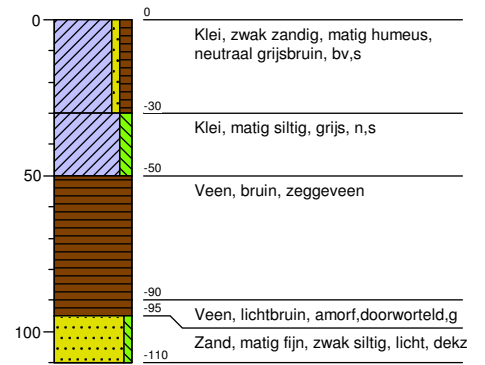 0
0
Klei, zwak zandig, matig humeus,
neutraal grijsbruin, bv,s
-30
Klei, matig siltig, grijs, n,s
50
-50
Veen, bruin, zeggeveen
-90
-95
Veen, lichtbruin, amorf,doorworteld,g
100
Zand, matig fijn, zwak siltig, licht, dekz
-110